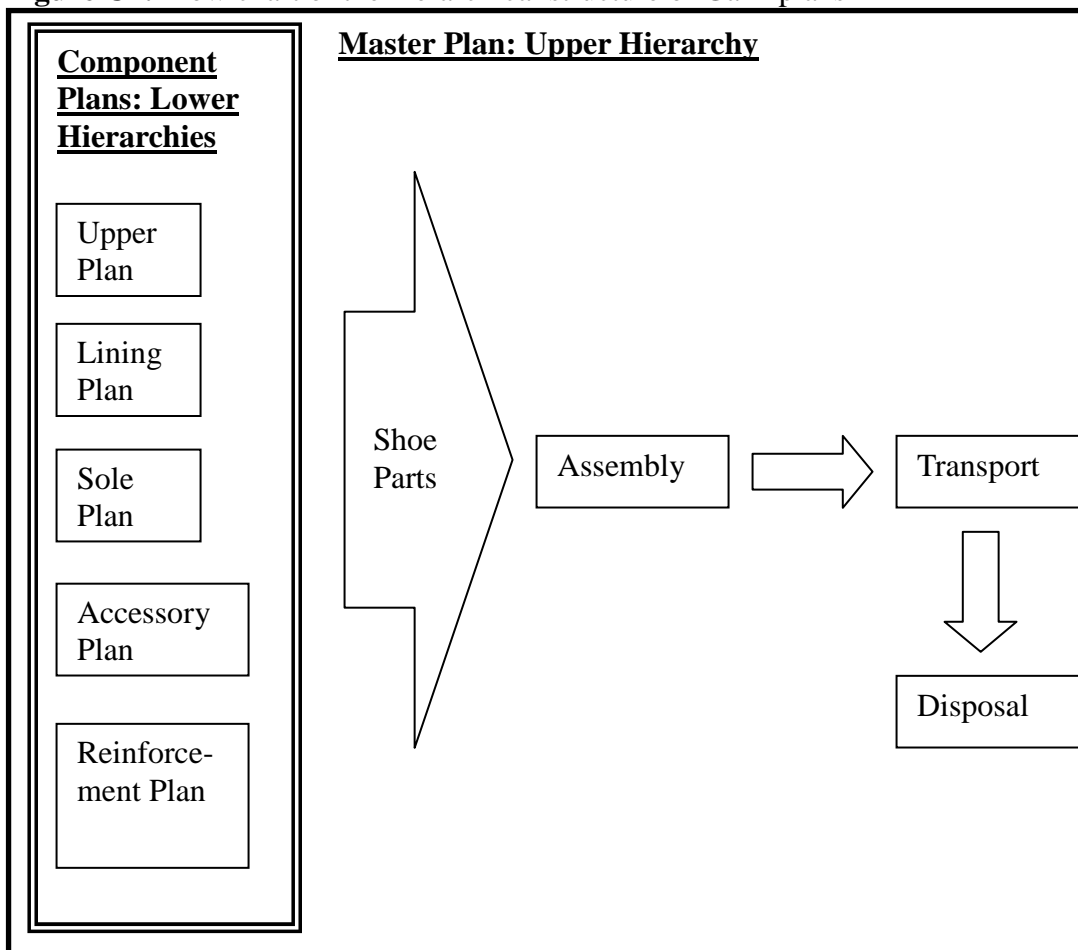 Component
Plans: Lower
Hierarchies
Master Plan: Upper Hierarchy
Upper
Plan
Lining
Plan
Sole
Plan
Accessory
Plan
Reinforce-
ment Plan
Shoe
Parts
Assembly
Transport
Disposal